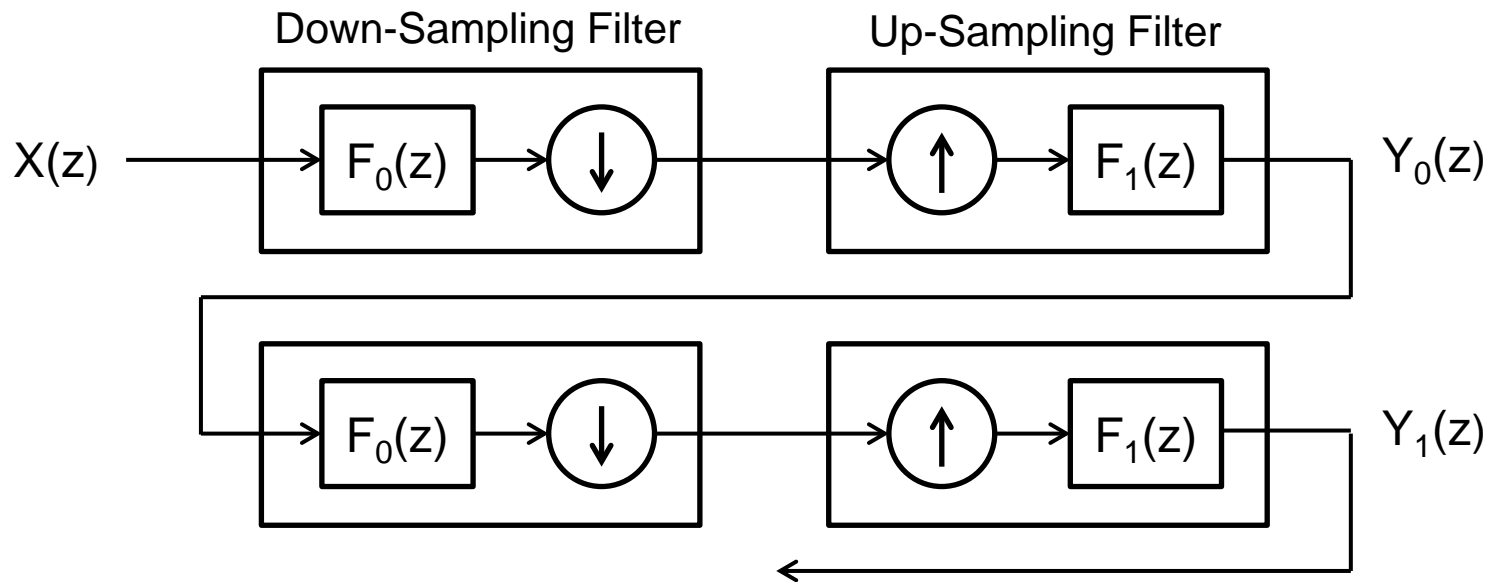 Down-Sampling Filter
Up-Sampling Filter
X(z)
F₀(z)
F₁(z)
Y₀(z)
F₀(z)
F₁(z)
Y₁(z)